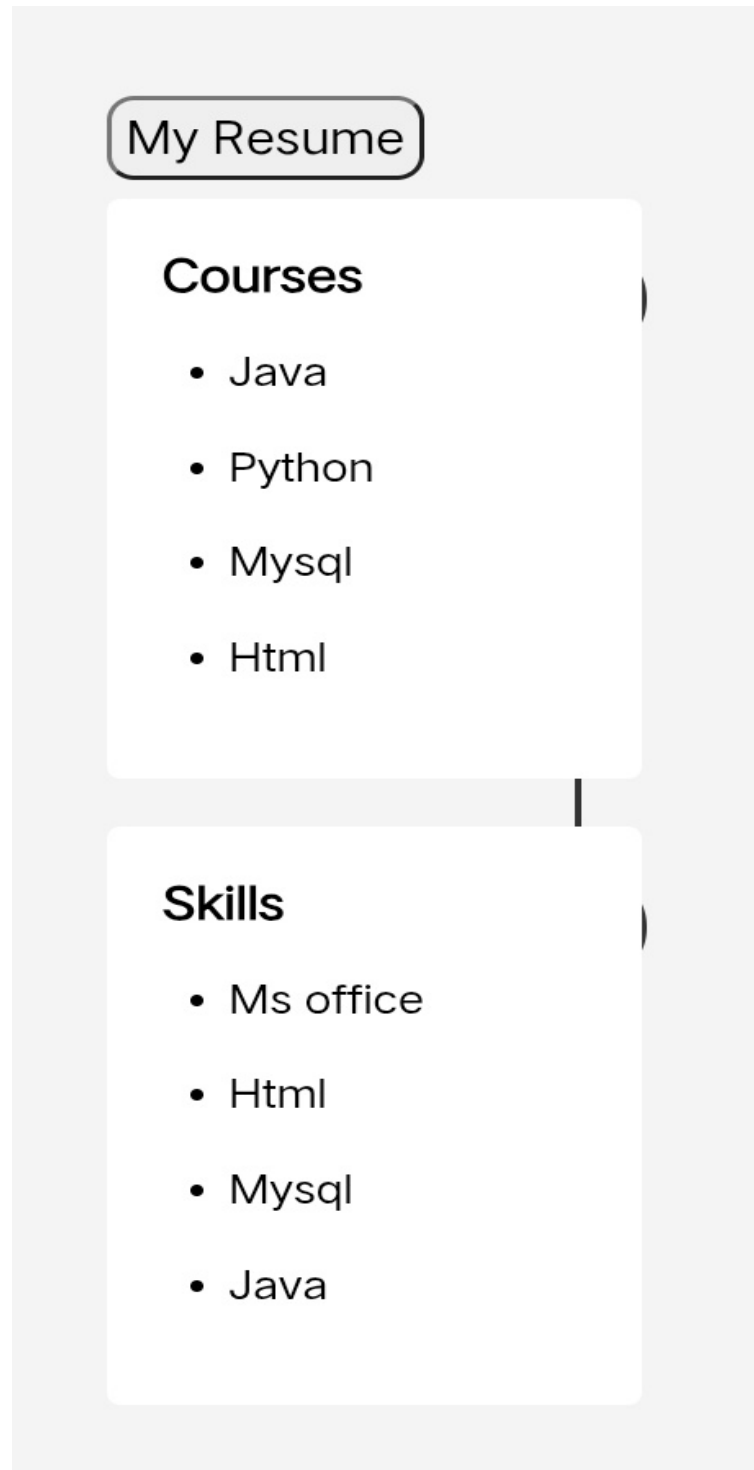 My Resume
Courses
Java
Python
Mysql
Html
Skills
Ms office
Html
Mysql
Java